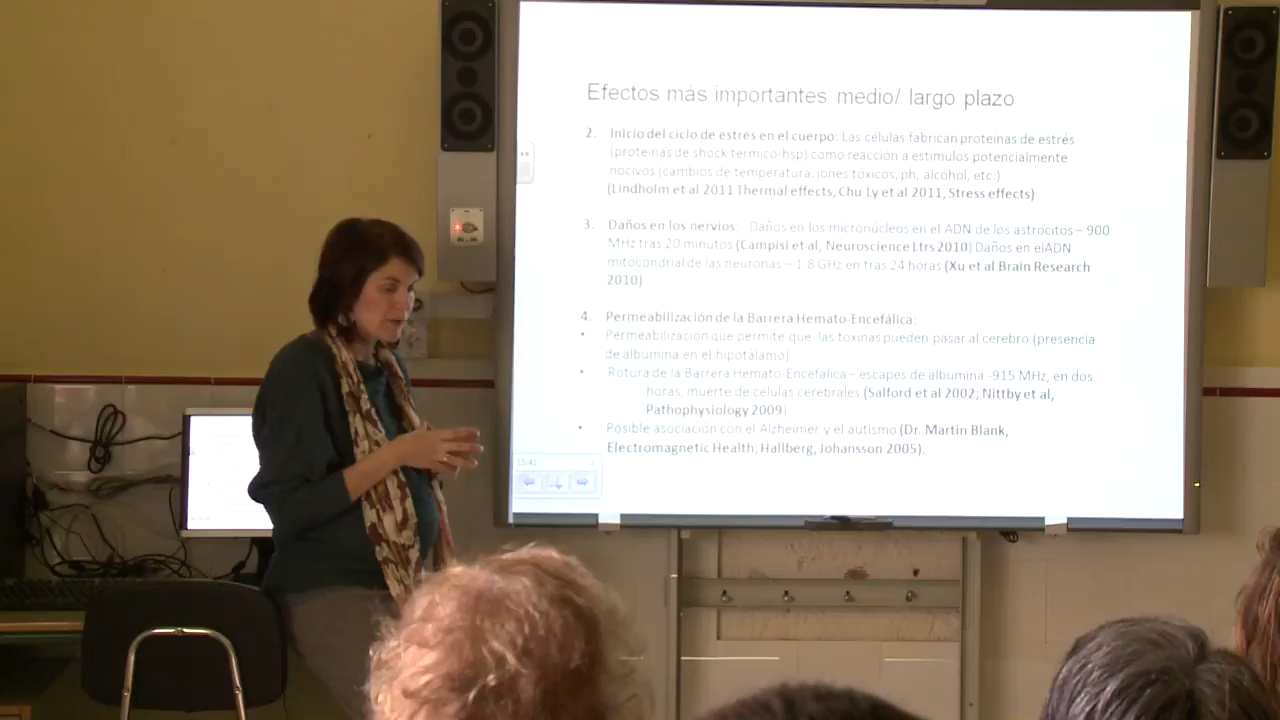 Efectos más importantes medio/ largo plazo
2. Inicio del ciclo de estrés en el cuerpo: Las células fabrican proteinas de estrés
(proteinas de shock termico-hsp) como reacción a estímulos potencialmente
nocivos (cambios de temperatura, iones tóxicos, ph, alcohol, etc.)
(Lindholm et al 2011 Thermal effects, Chu Ly et al 2011, Stress effects)
3. Daños en los nervios: Daños en los micronúcleos en el ADN de los astrocitos – 900
MHz tras 20 minutos (Campisi et al, Neuroscience Ltrs 2010) Daños en elADN
mitocondrial de las neuronas – 1.8 GHz en tras 24 horas (Xu et al Brain Research
2010)
4. Permeabilización de la Barrera Hemato-Encefálica:
• Permeabilización que permite que las toxinas pueden pasar al cerebro (presencia
de albumina en el hipotálamo)
• Rotura de la Barrera Hemato-Encefálica – escapes de albumina -915 MHz, en dos
horas, muerte de células cerebrales (Salford et al 2002; Nittby et al,
Pathophysiology 2009)
• Posible asociación con el Alzheimer y el autismo (Dr. Martin Blank,
Electromagnetic Health; Hallberg, Johansson 2005).
15/41